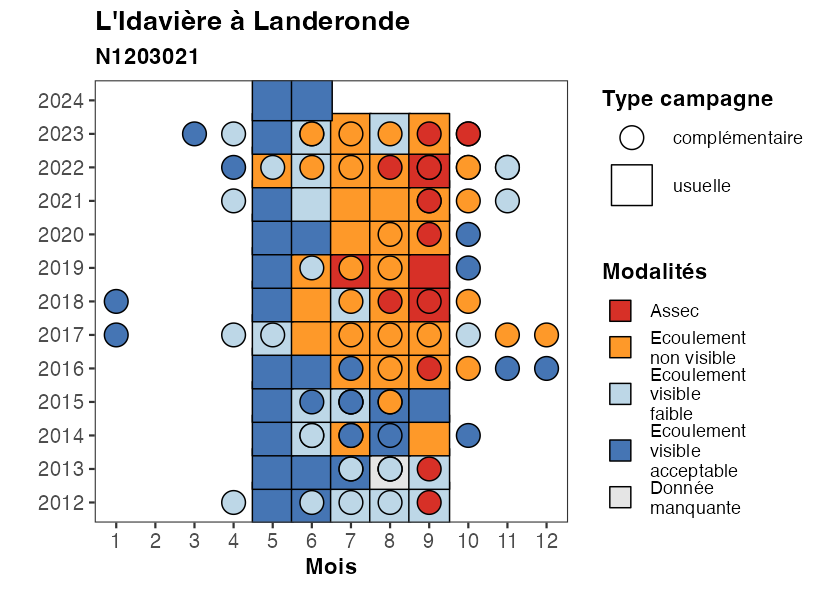 L'Idavière à Landeronde
N1203021
2024
2023
2022
2021
2020
2019
2018
2017
2016
2015
2014
2013
2012
1 2 3 4 5 6 7 8 9 10 11 12
Mois
Type campagne
complémentaire
usuelle
Modalités
Assec
Ecoulement
non visible
Ecoulement
visible
faible
Ecoulement
visible
acceptable
Donnée
manquante